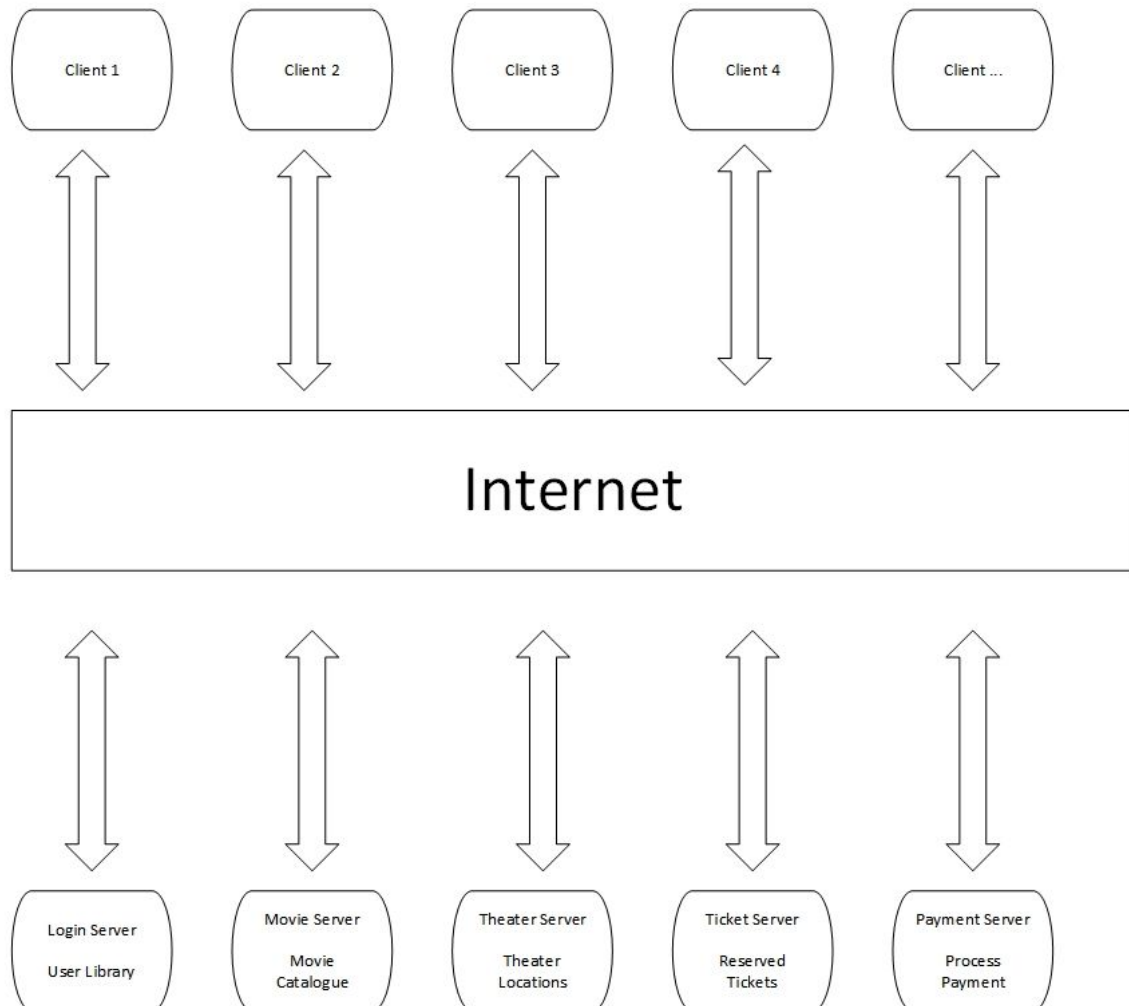 Client 1
Client 2
Client 3
Client 4
Client ...
Internet
Login Server
User Library
Movie Server
Movie
Catalogue
Theater Server
Theater
Locations
Ticket Server
Reserved
Tickets
Payment Server
Process
Payment